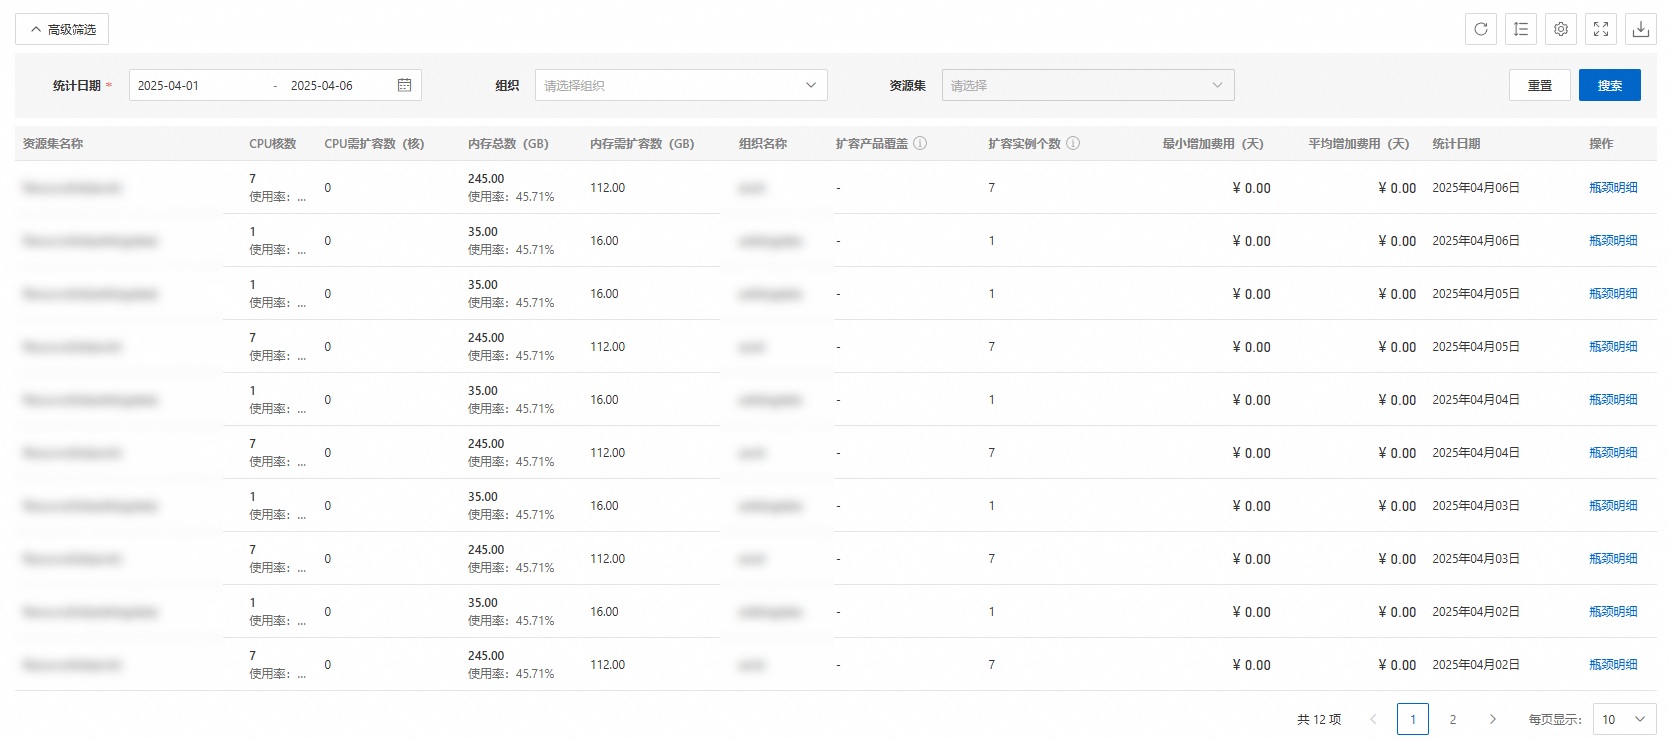 高级筛选
统计日期 * 2025-04-01 - 2025-04-06 组织 请选择组织 资源集 请选择 重置 搜索
资源集名称 CPU核数 CPU需扩容数（核） 内存总数（GB） 内存需扩容数（GB） 组织名称 扩容产品覆盖 扩容实例个数 最小增加费用（天） 平均增加费用（天） 统计日期 操作
7 使用率：... 0 245.00 使用率：45.71% 112.00 - 7 ¥ 0.00 ¥ 0.00 2025年04月06日 瓶颈明细
1 使用率：... 0 35.00 使用率：45.71% 16.00 - 1 ¥ 0.00 ¥ 0.00 2025年04月06日 瓶颈明细
1 使用率：... 0 35.00 使用率：45.71% 16.00 - 1 ¥ 0.00 ¥ 0.00 2025年04月05日 瓶颈明细
7 使用率：... 0 245.00 使用率：45.71% 112.00 - 7 ¥ 0.00 ¥ 0.00 2025年04月05日 瓶颈明细
1 使用率：... 0 35.00 使用率：45.71% 16.00 - 1 ¥ 0.00 ¥ 0.00 2025年04月04日 瓶颈明细
7 使用率：... 0 245.00 使用率：45.71% 112.00 - 7 ¥ 0.00 ¥ 0.00 2025年04月04日 瓶颈明细
1 使用率：... 0 35.00 使用率：45.71% 16.00 - 1 ¥ 0.00 ¥ 0.00 2025年04月03日 瓶颈明细
7 使用率：... 0 245.00 使用率：45.71% 112.00 - 7 ¥ 0.00 ¥ 0.00 2025年04月03日 瓶颈明细
1 使用率：... 0 35.00 使用率：45.71% 16.00 - 1 ¥ 0.00 ¥ 0.00 2025年04月02日 瓶颈明细
7 使用率：... 0 245.00 使用率：45.71% 112.00 - 7 ¥ 0.00 ¥ 0.00 2025年04月02日 瓶颈明细
共 12 项 1 2 每页显示： 10